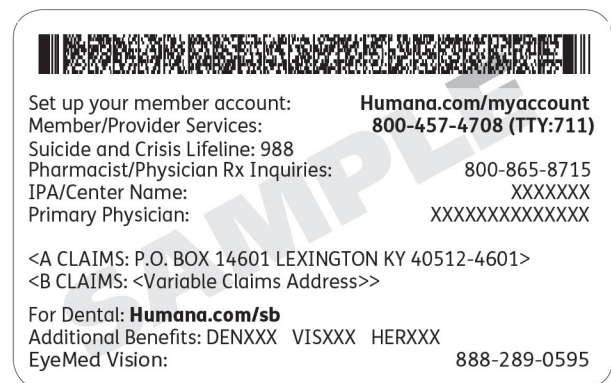 Set up your member account: Humana.com/myaccount
Member/Provider Services: 800-457-4708 (TTY:711)
Suicide and Crisis Lifeline: 988
Pharmacist/Physician Rx Inquiries: 800-865-8715
IPA/Center Name: XXXXXXX
Primary Physician: XXXXXXXXXXXXXX
<A CLAIMS: P.O. BOX 14601 LEXINGTON KY 40512-4601>
<B CLAIMS: <Variable Claims Address>>
For Dental: Humana.com/sb
Additional Benefits: DENXXX VISXXX HERXXX
EyeMed Vision: 888-289-0595
SAMPLE